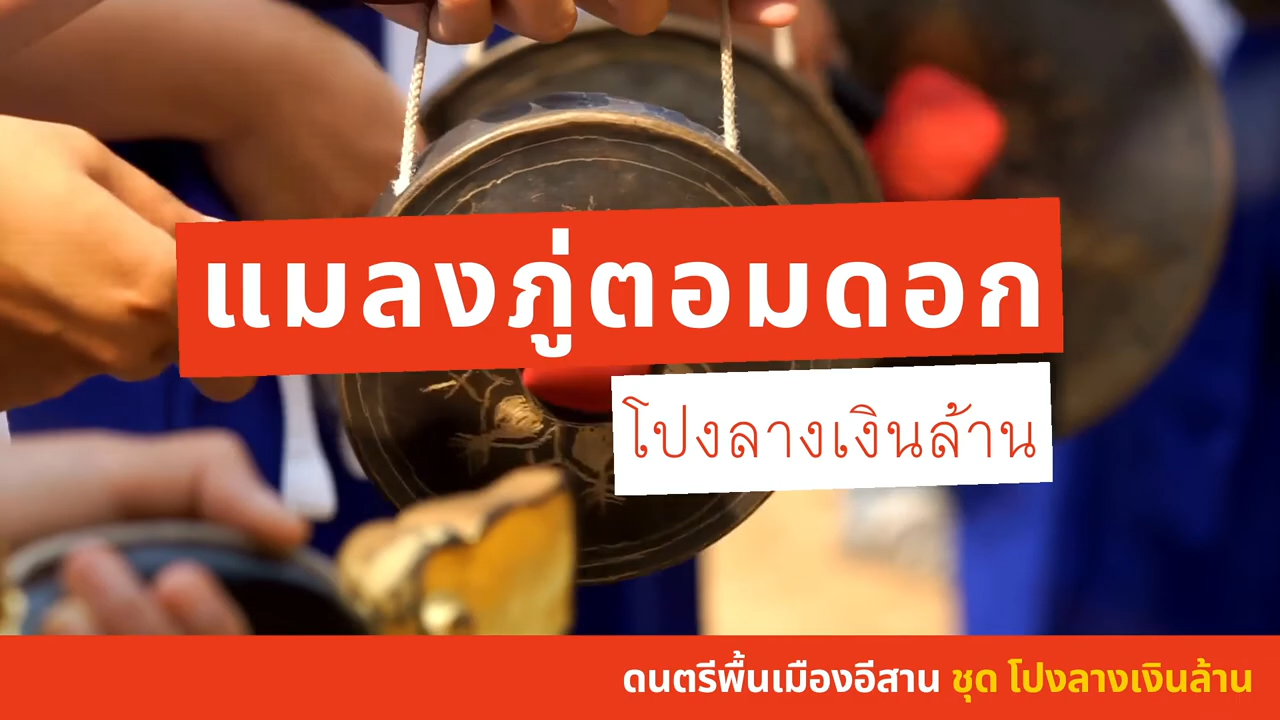 แมลงภู่ตอมดอก
โปงลางเงินล้าน
ดนตรีพื้นเมืองอีสาน ชุด โปงลางเงินล้าน